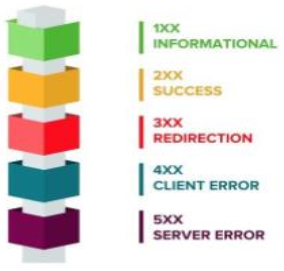 1XX
INFORMATIONAL
2XX
SUCCESS
3XX
REDIRECTION
4XX
CLIENT ERROR
5XX
SERVER ERROR